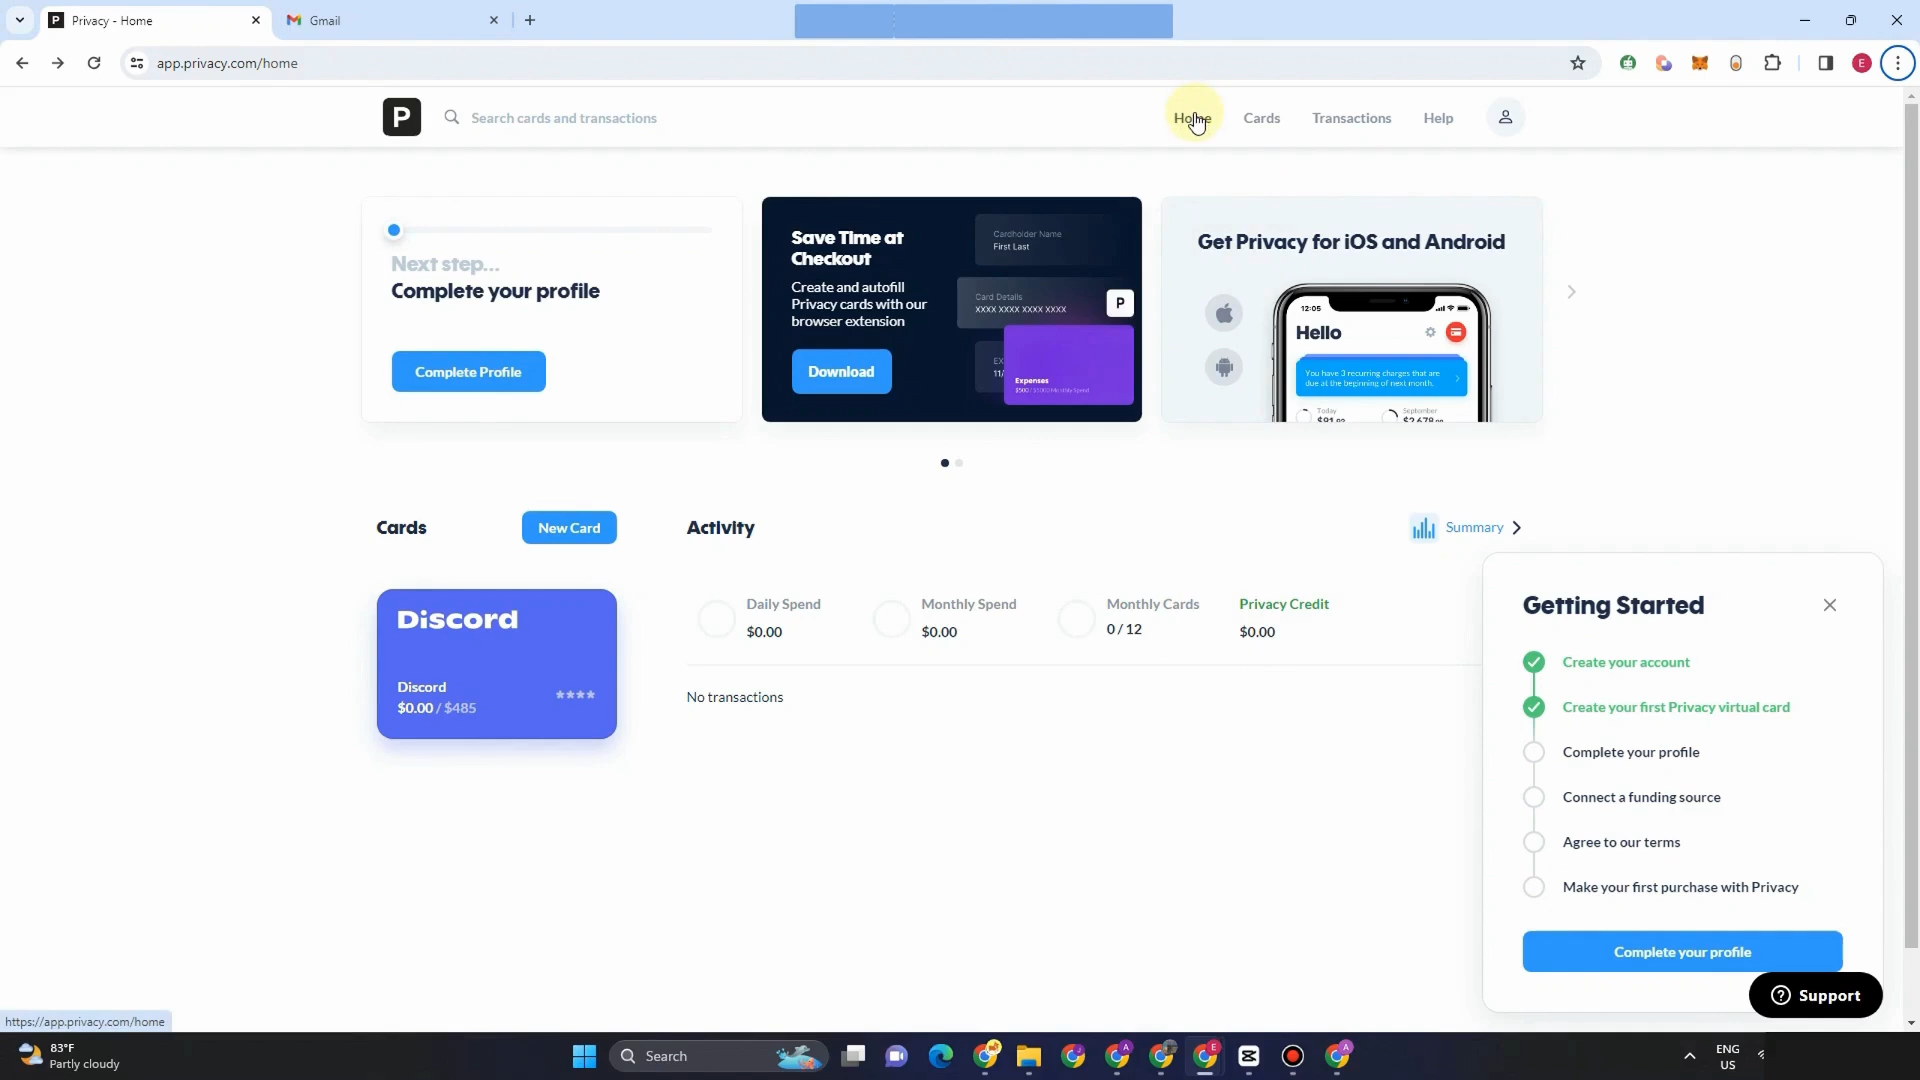 Privacy - Home
Gmail
app.privacy.com/home
E
P
Search cards and transactions
Home
Cards
Transactions
Help
Next step...
Complete your profile
Complete Profile
Save Time at
Checkout
Create and autofill
Privacy cards with our
browser extension
Download
Cardholder Name
First Last
Card Details
XXXX XXXX XXXX XXXX
P
EX
11/
Expenses
Get Privacy for iOS and Android
12:05
Hello
You have 3 recurring charges that are
due at the beginning of next month.
Today
September
Cards
New Card
Activity
Summary
Discord
Discord
$0.00 / $485
****
Daily Spend
$0.00
Monthly Spend
$0.00
Monthly Cards
0 / 12
Privacy Credit
$0.00
No transactions
Getting Started
Create your account
Create your first Privacy virtual card
Complete your profile
Connect a funding source
Agree to our terms
Make your first purchase with Privacy
Complete your profile
Support
https://app.privacy.com/home
83°F
Partly cloudy
Search
ENG
US